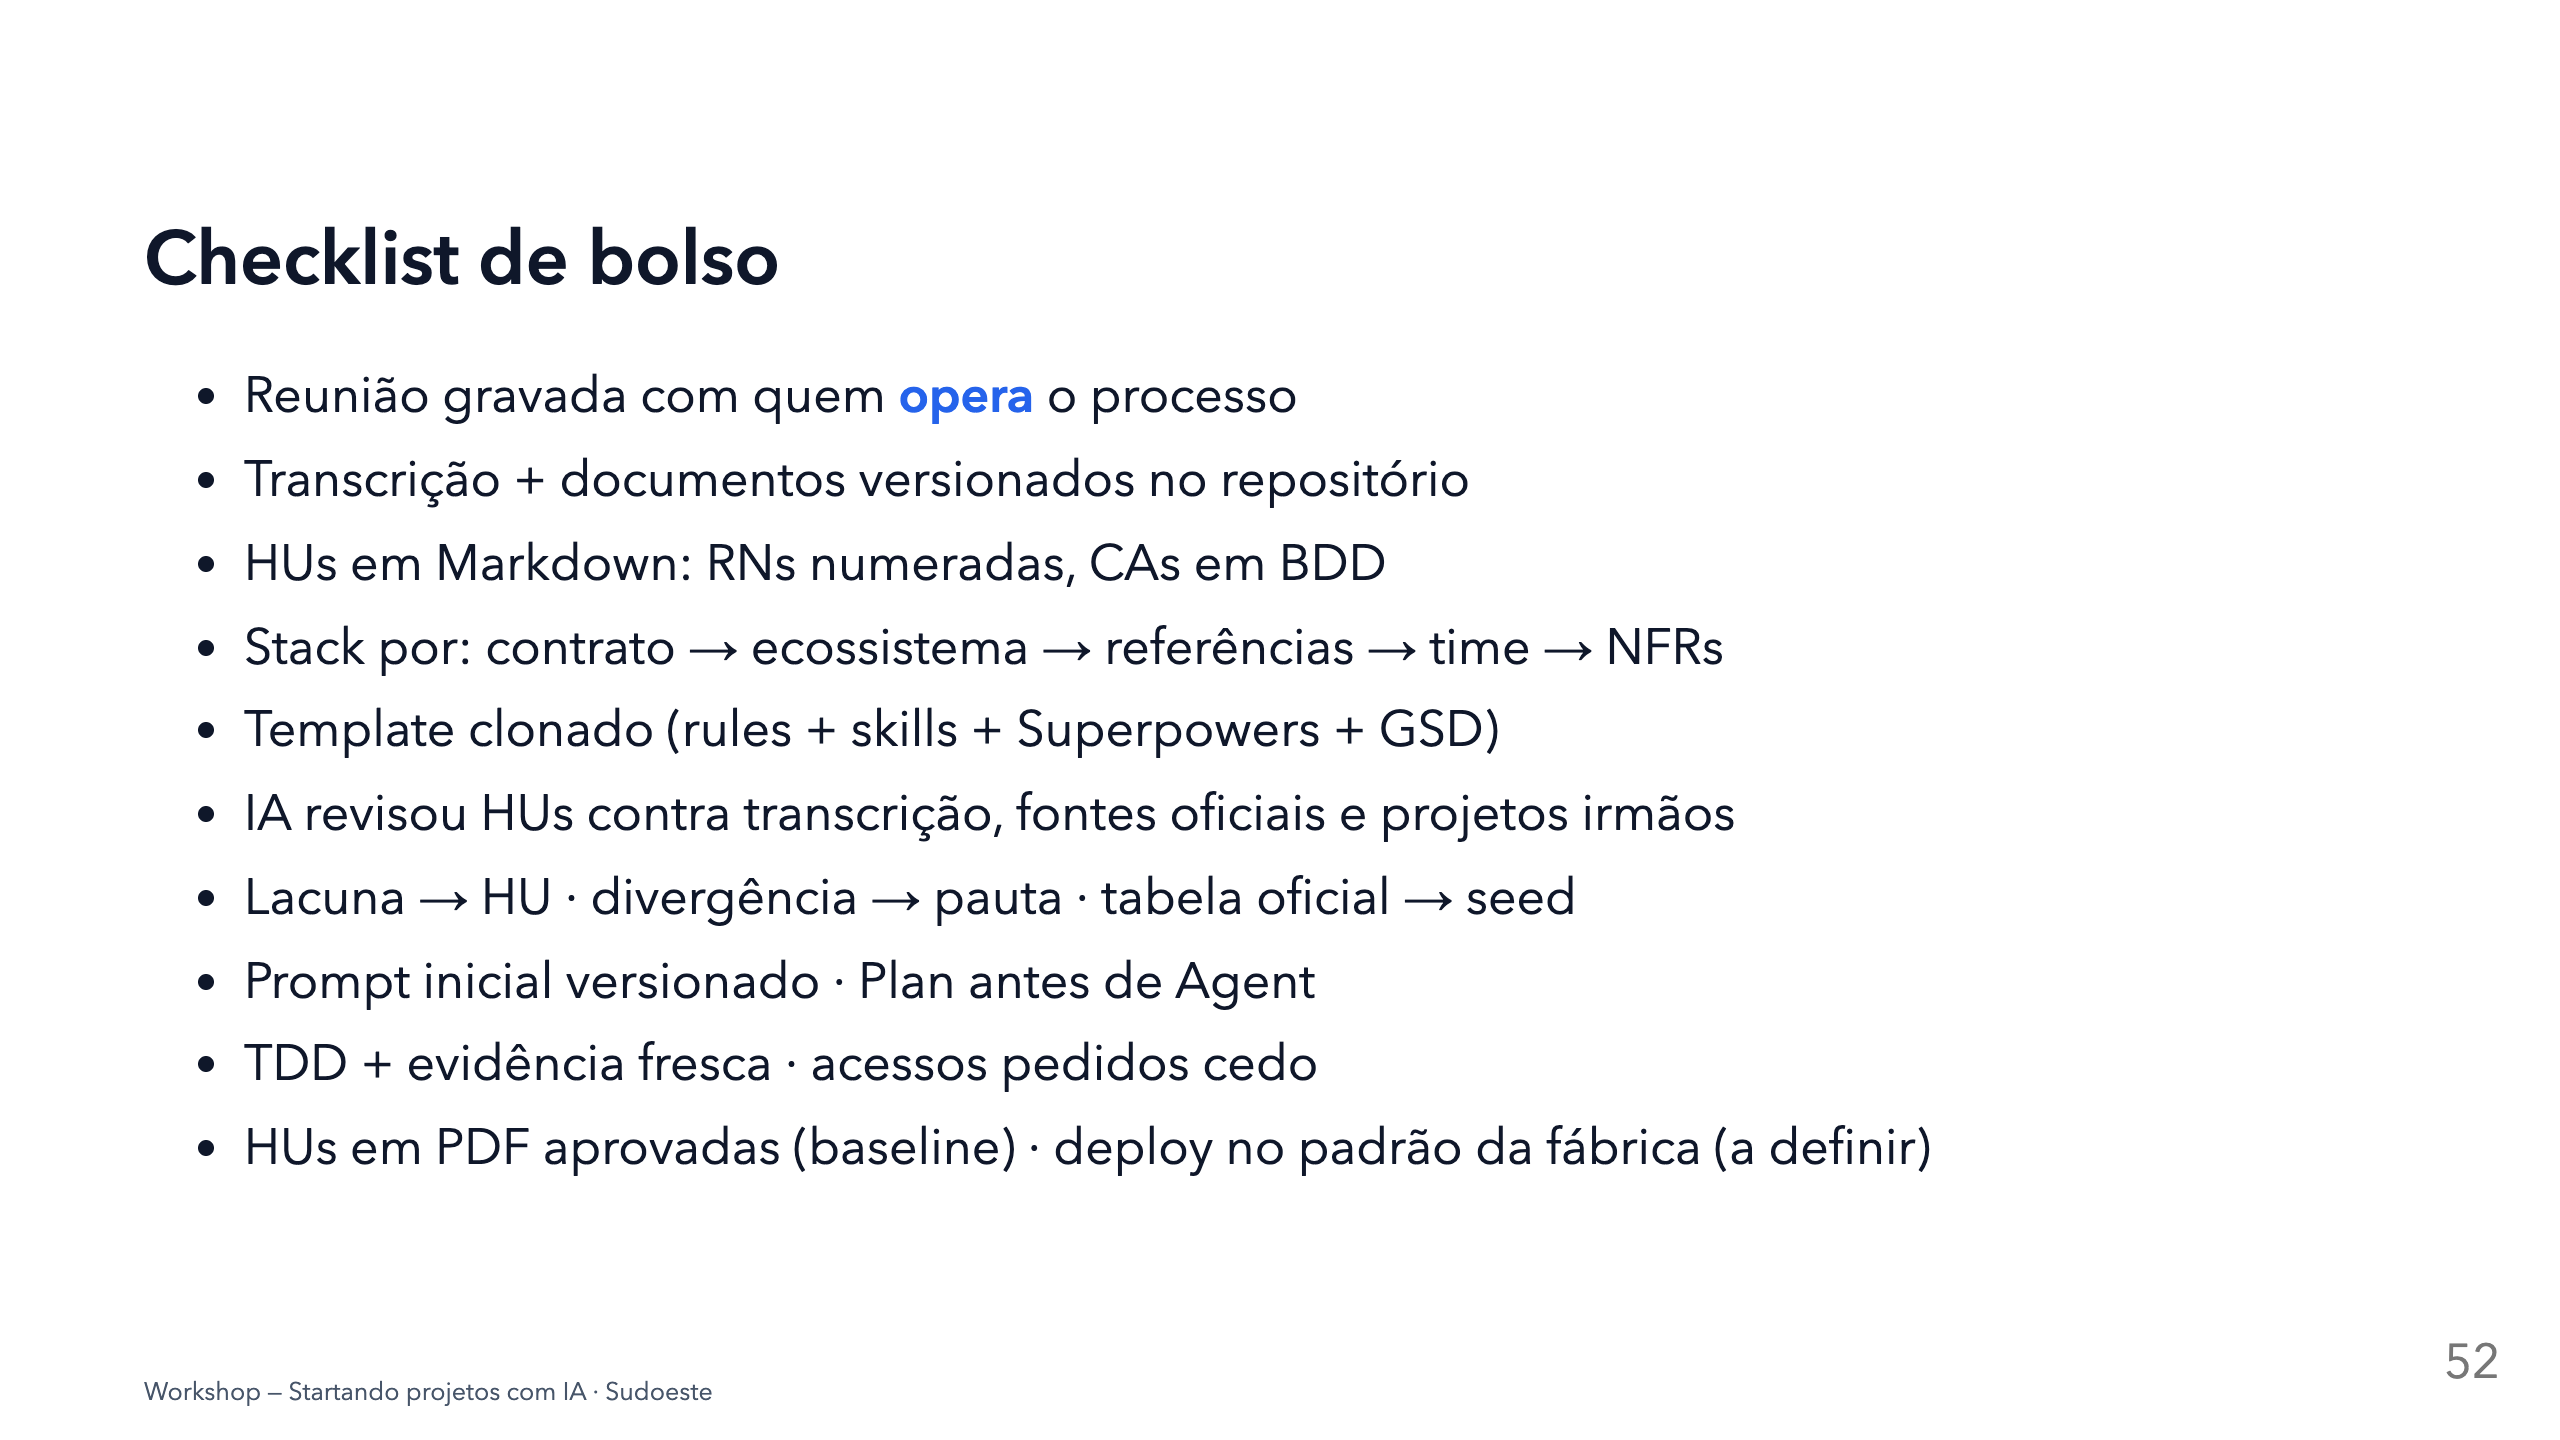 Checklist de bolso
• Reunião gravada com quem opera o processo
• Transcrição + documentos versionados no repositório
• HUs em Markdown: RNs numeradas, CAs em BDD
• Stack por: contrato → ecossistema → referências → time → NFRs
• Template clonado (rules + skills + Superpowers + GSD)
• IA revisou HUs contra transcrição, fontes oficiais e projetos irmãos
• Lacuna → HU · divergência → pauta · tabela oficial → seed
• Prompt inicial versionado · Plan antes de Agent
• TDD + evidência fresca · acessos pedidos cedo
• HUs em PDF aprovadas (baseline) · deploy no padrão da fábrica (a definir)
Workshop – Startando projetos com IA · Sudoeste
52